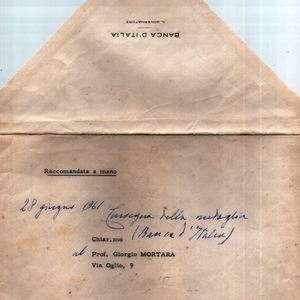 BANCA D'ITALIA
IL GOVERNATORE
Raccomandata a mano
28 giugno 1961 Consegna della medaglia
(Banca d'Italia)
Chiar.mo
al Prof. Giorgio MORTARA
Via Oglio, 9